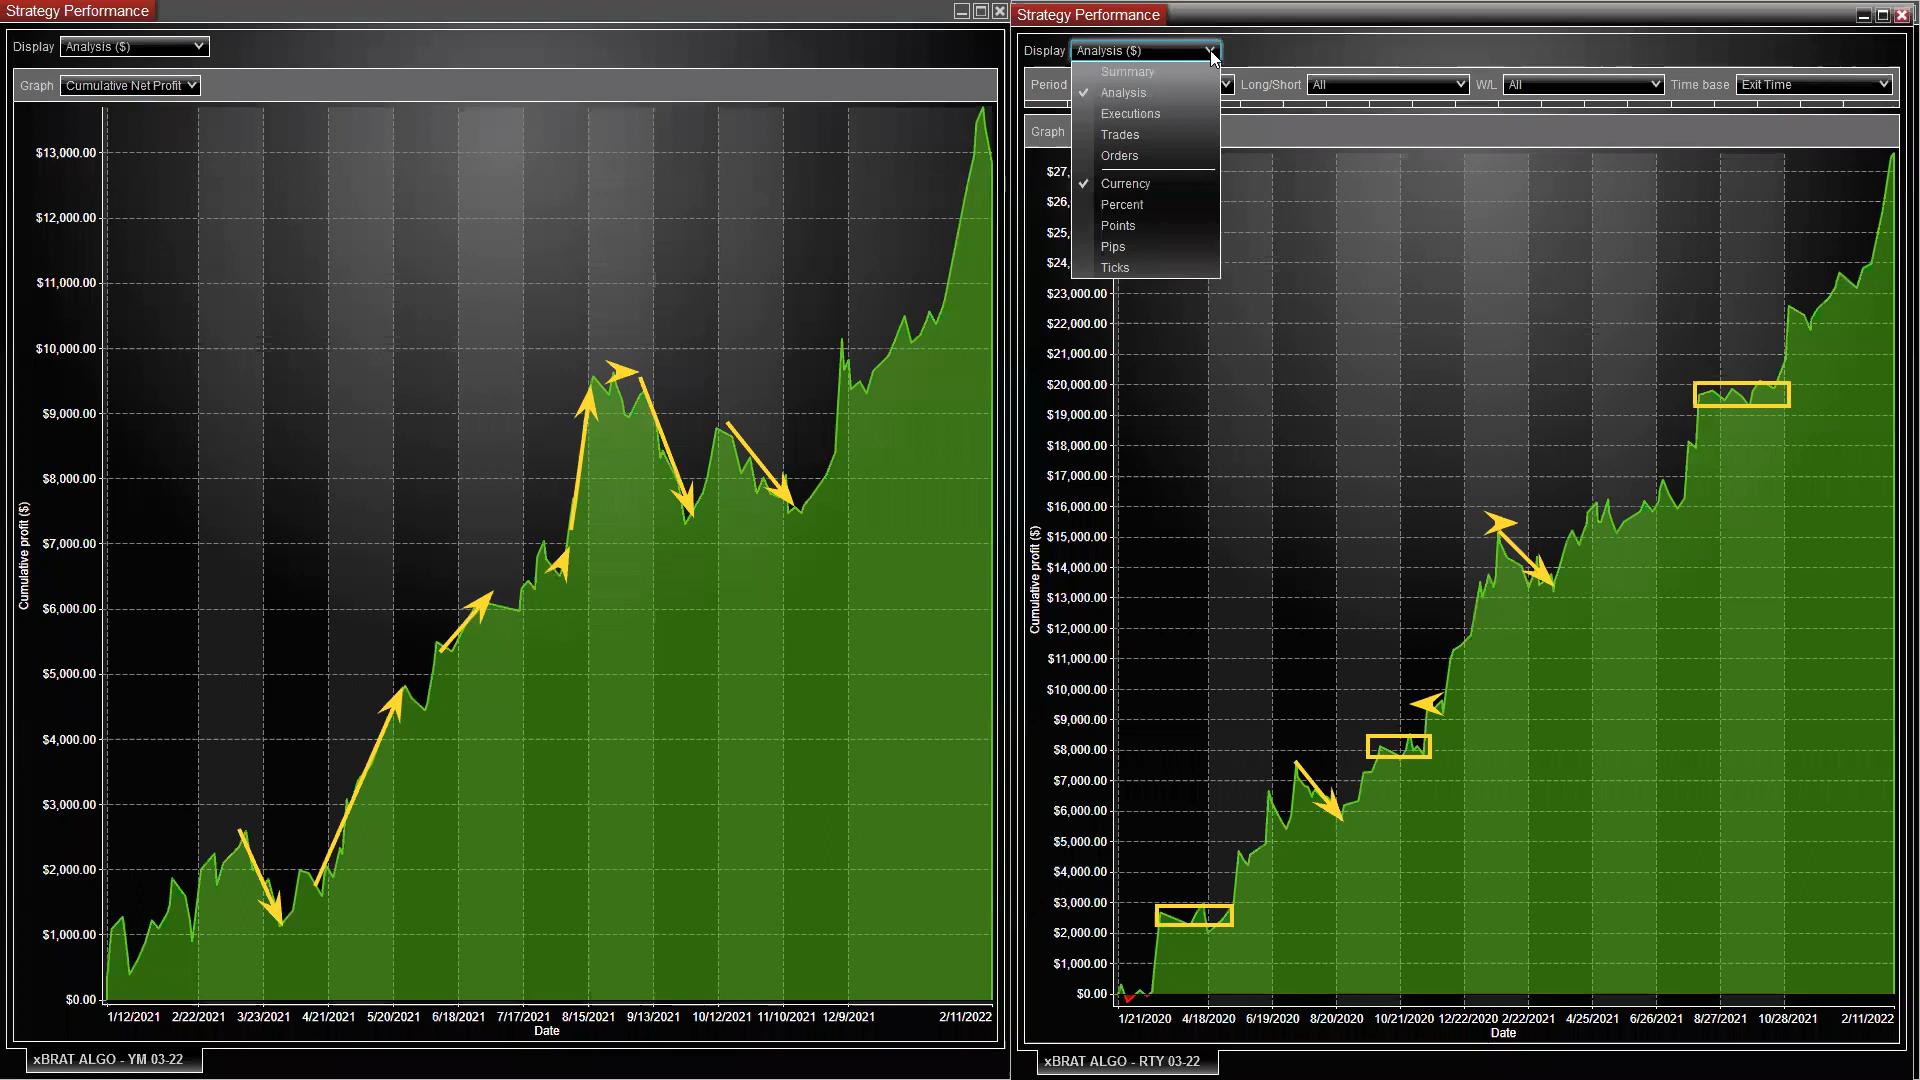 Strategy Performance
Display Analysis ($)
Graph Cumulative Net Profit
Cumulative profit ($)
$13,000.00
$12,000.00
$11,000.00
$10,000.00
$9,000.00
$8,000.00
$7,000.00
$6,000.00
$5,000.00
$4,000.00
$3,000.00
$2,000.00
$1,000.00
$0.00
1/12/2021 2/22/2021 3/23/2021 4/21/2021 5/20/2021 6/18/2021 7/17/2021 8/15/2021 9/13/2021 10/12/2021 11/10/2021 12/9/2021 2/11/2022
Date
xBRAT ALGO - YM 03-22
Strategy Performance
Display Analysis ($)
Summary
Analysis
Executions
Trades
Orders
Currency
Percent
Points
Pips
Ticks
Period Long/Short All W/L All Time base Exit Time
Graph
Cumulative profit ($)
$27,
$26,
$25,
$24,
$23,000.00
$22,000.00
$21,000.00
$20,000.00
$19,000.00
$18,000.00
$17,000.00
$16,000.00
$15,000.00
$14,000.00
$13,000.00
$12,000.00
$11,000.00
$10,000.00
$9,000.00
$8,000.00
$7,000.00
$6,000.00
$5,000.00
$4,000.00
$3,000.00
$2,000.00
$1,000.00
$0.00
1/21/2020 4/18/2020 6/19/2020 8/20/2020 10/21/2020 12/22/2020 2/22/2021 4/25/2021 6/26/2021 8/27/2021 10/28/2021 2/11/2022
Date
xBRAT ALGO - RTY 03-22